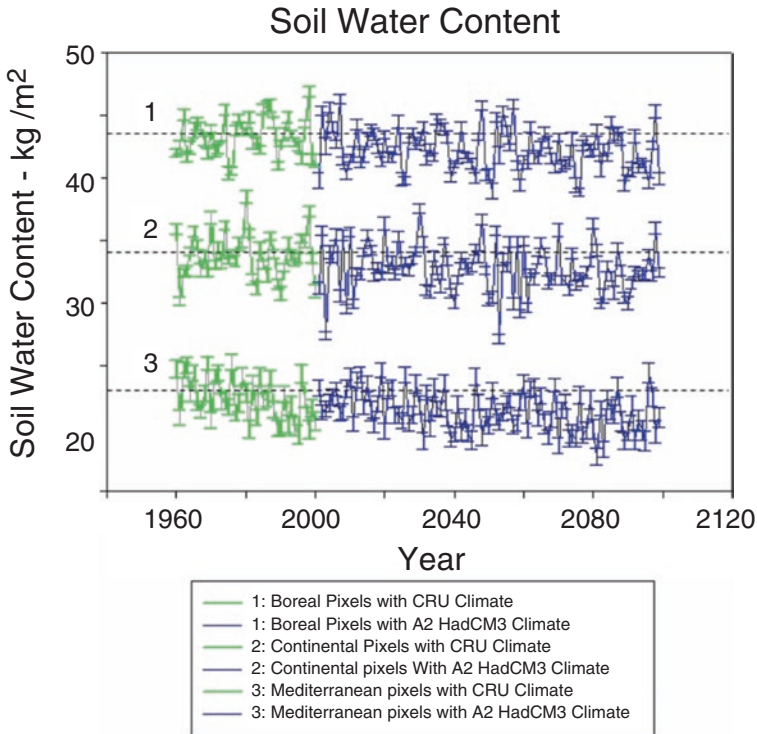 Soil Water Content
Soil Water Content - kg /m²
50
40
30
20
1
2
3
1960
2000
2040
2080
2120
Year
1: Boreal Pixels with CRU Climate
1: Boreal Pixels with A2 HadCM3 Climate
2: Continental Pixels with CRU Climate
2: Continental pixels With A2 HadCM3 Climate
3: Mediterranean pixels with CRU Climate
3: Mediterranean pixels with A2 HadCM3 Climate